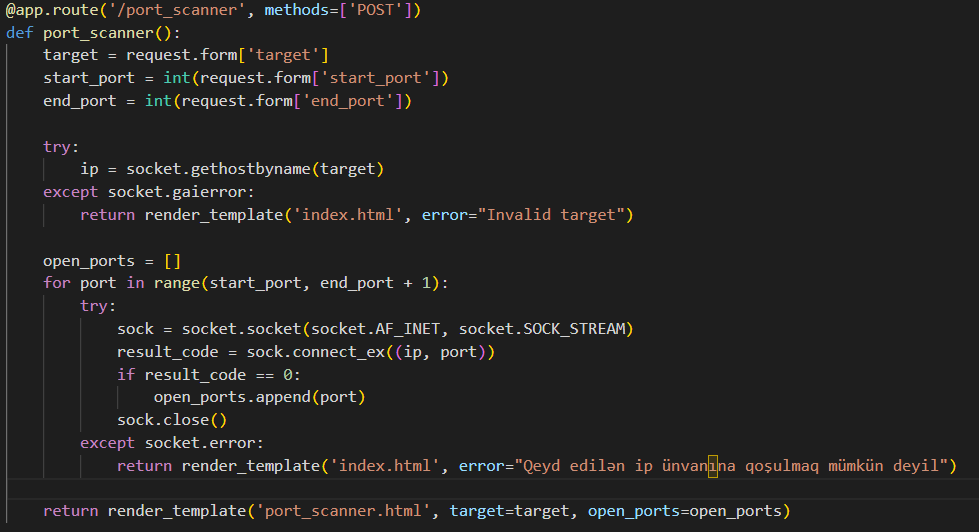 @app.route('/port_scanner', methods=['POST'])
def port_scanner():
    target = request.form['target']
    start_port = int(request.form['start_port'])
    end_port = int(request.form['end_port'])

    try:
        ip = socket.gethostbyname(target)
    except socket.gaierror:
        return render_template('index.html', error="Invalid target")

    open_ports = []
    for port in range(start_port, end_port + 1):
        try:
            sock = socket.socket(socket.AF_INET, socket.SOCK_STREAM)
            result_code = sock.connect_ex((ip, port))
            if result_code == 0:
                open_ports.append(port)
            sock.close()
        except socket.error:
            return render_template('index.html', error="Qeyd edilən ip ünvanına qoşulmaq mümkün deyil")

    return render_template('port_scanner.html', target=target, open_ports=open_ports)